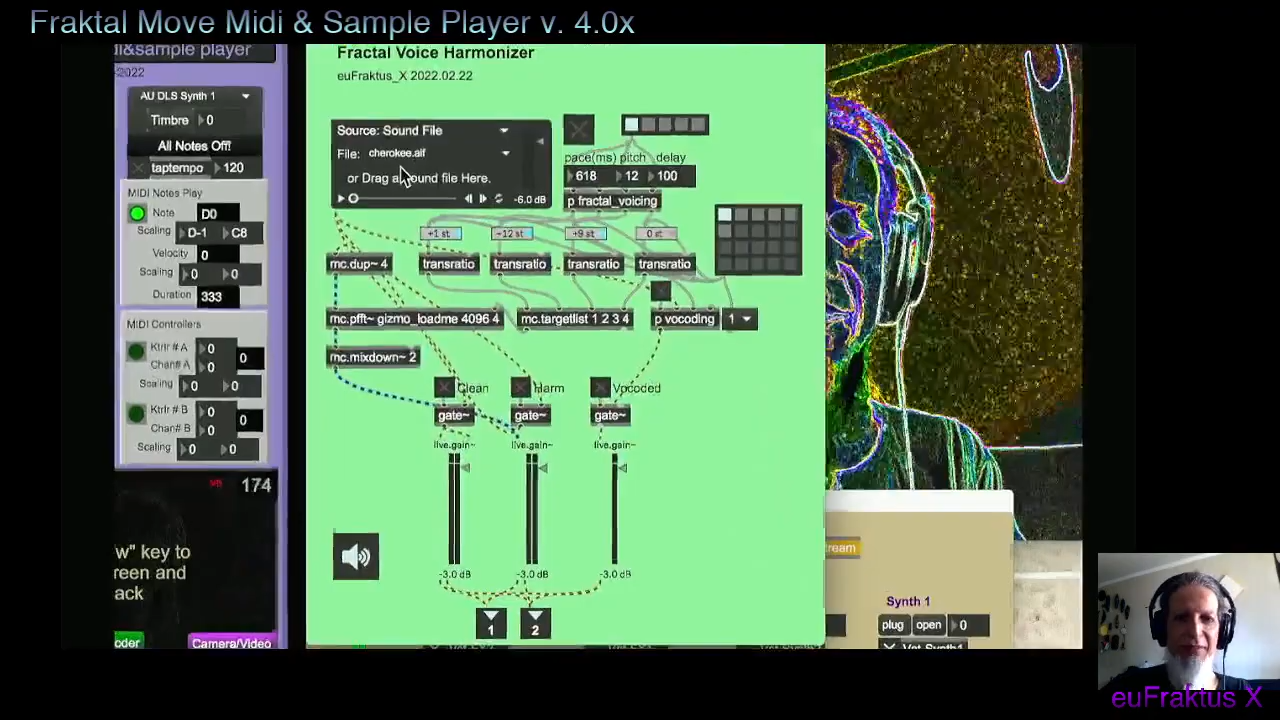 Fraktal Move Midi & Sample Player v. 4.0x
di&sample player
-2022
AU DLS Synth 1
Timbre 0
All Notes Off!
taptempo 120
MIDI Notes Play
Note D0
Scaling D-1 C8
Velocity 0
Scaling 0 0
Duration 333
MIDI Controllers
Ktrlr # A 0
Chan# A 0 0
Scaling 0 0
Ktrlr # B 0
Chan# B 0 0
Scaling 0 0
174
w" key to
reen and
ack
oder
Camera/Video
Fractal Voice Harmonizer
euFraktus_X 2022.02.22
Source: Sound File
File: cherokee.aif
or Drag a sound file Here.
-6.0 dB
pace(ms) pitch delay
618 12 100
p fractal_voicing
+1 st -12 st +9 st 0 st
mc.dup~ 4 transratio transratio transratio transratio
mc.pfft~ gizmo_loadme 4096 4 mc.targetlist 1 2 3 4 p vocoding 1
mc.mixdown~ 2
Clean Harm Vocoded
gate~ gate~ gate~
live.gain~ live.gain~ live.gain~
-3.0 dB -3.0 dB -3.0 dB
1 2
ream
Synth 1
plug open 0
euFraktus X